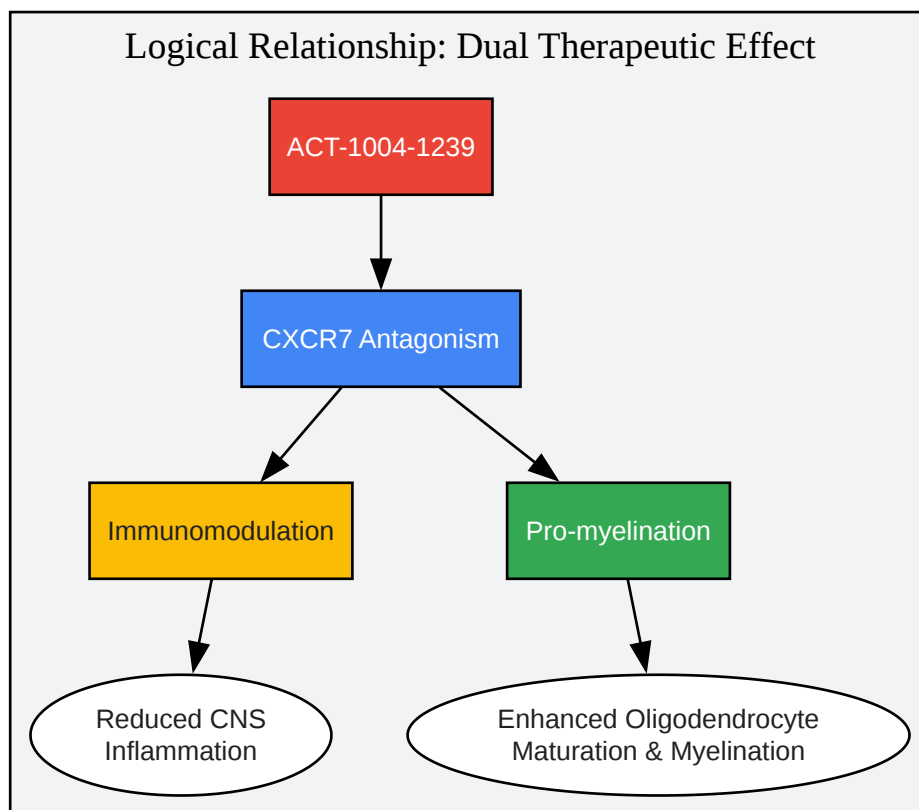 Logical Relationship: Dual Therapeutic Effect
ACT-1004-1239
CXCR7 Antagonism
Immunomodulation
Pro-myelination
Reduced CNS
Inflammation
Enhanced Oligodendrocyte
Maturation & Myelination